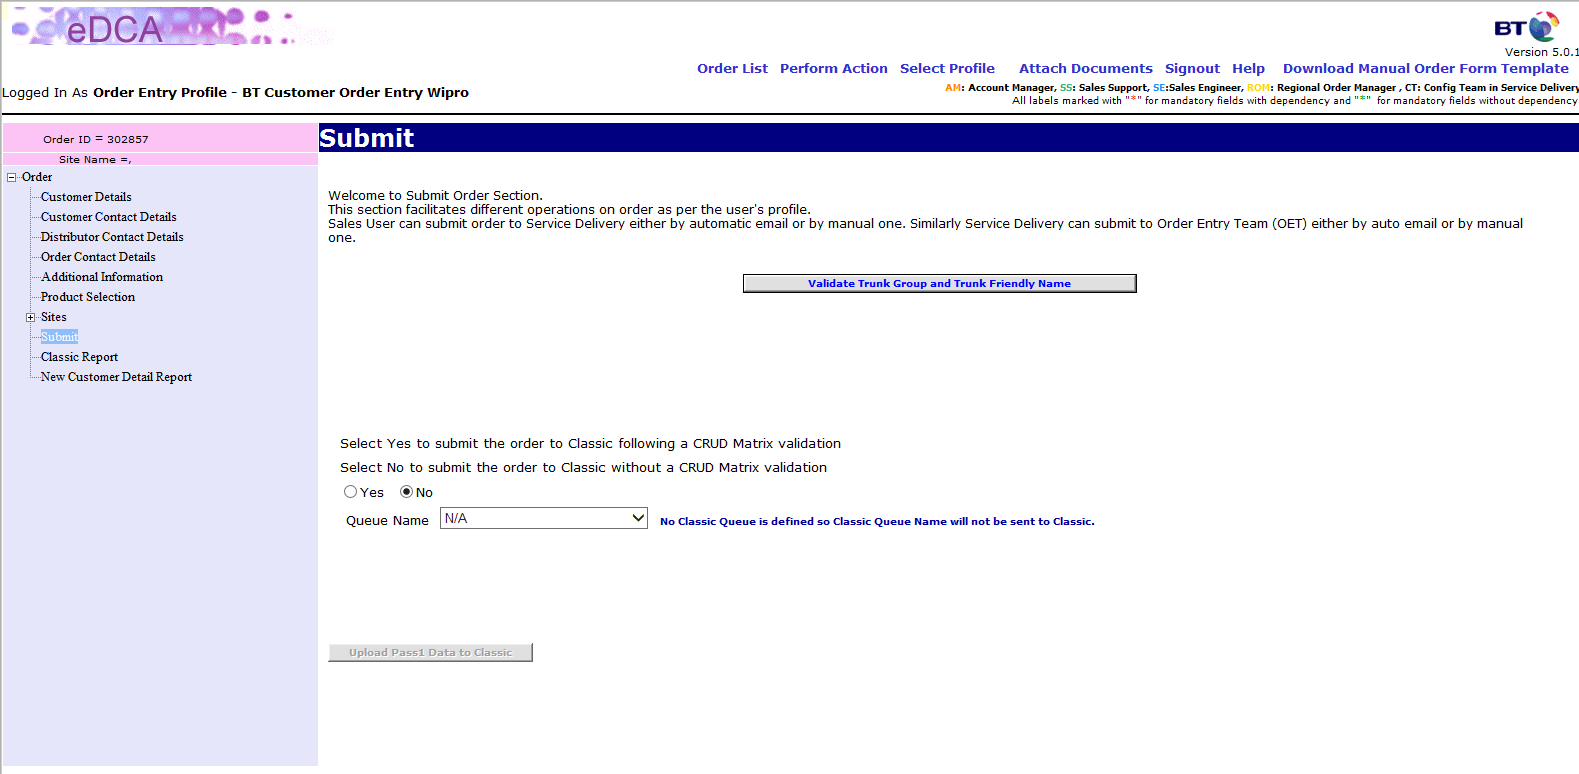 eDCA
BT
Version 5.0.1
Order List Perform Action Select Profile Attach Documents Signout Help Download Manual Order Form Template
Logged In As Order Entry Profile - BT Customer Order Entry Wipro
AM: Account Manager, SS: Sales Support, SE:Sales Engineer, ROM: Regional Order Manager , CT: Config Team in Service Delivery
All labels marked with "*" for mandatory fields with dependency and "*" for mandatory fields without dependency
Order ID = 302857
Site Name =,
Order
Customer Details
Customer Contact Details
Distributor Contact Details
Order Contact Details
Additional Information
Product Selection
Sites
Submit
Classic Report
New Customer Detail Report
Submit
Welcome to Submit Order Section.
This section facilitates different operations on order as per the user's profile.
Sales User can submit order to Service Delivery either by automatic email or by manual one. Similarly Service Delivery can submit to Order Entry Team (OET) either by auto email or by manual
one.
Validate Trunk Group and Trunk Friendly Name
Select Yes to submit the order to Classic following a CRUD Matrix validation
Select No to submit the order to Classic without a CRUD Matrix validation
Yes No
Queue Name N/A No Classic Queue is defined so Classic Queue Name will not be sent to Classic.
Upload Pass1 Data to Classic